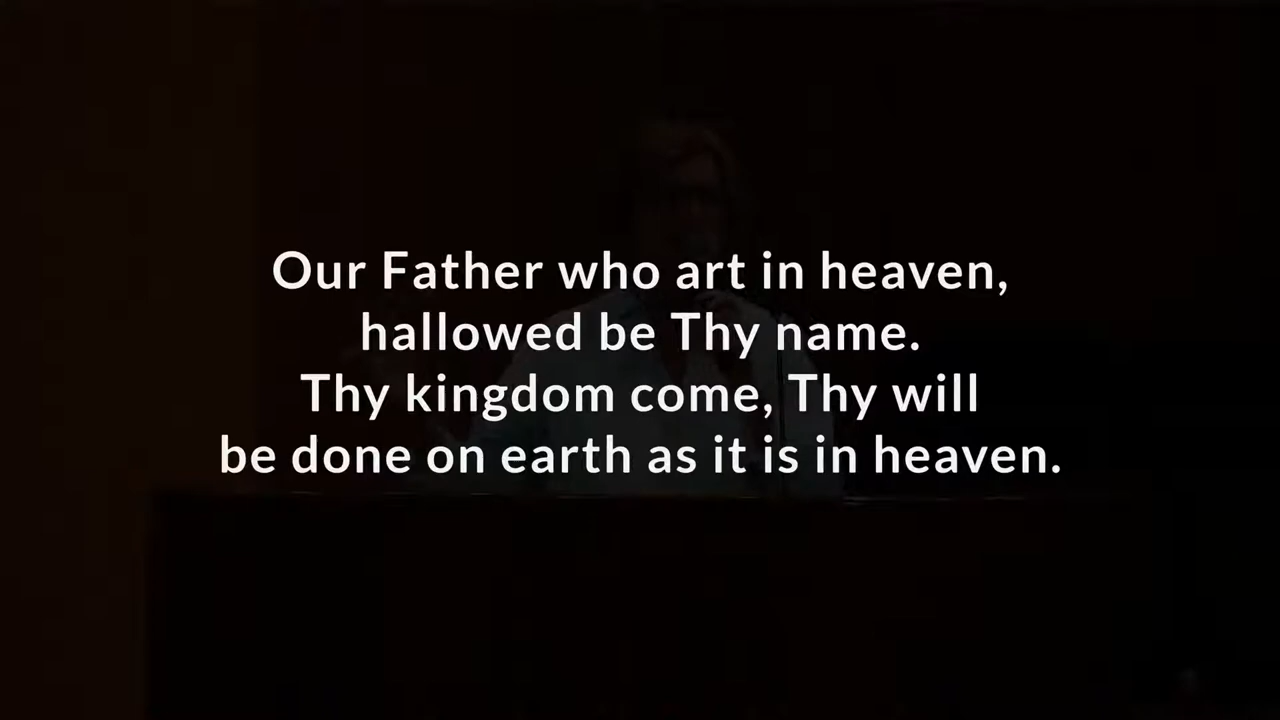 Our Father who art in heaven,
hallowed be Thy name.
Thy kingdom come, Thy will
be done on earth as it is in heaven.